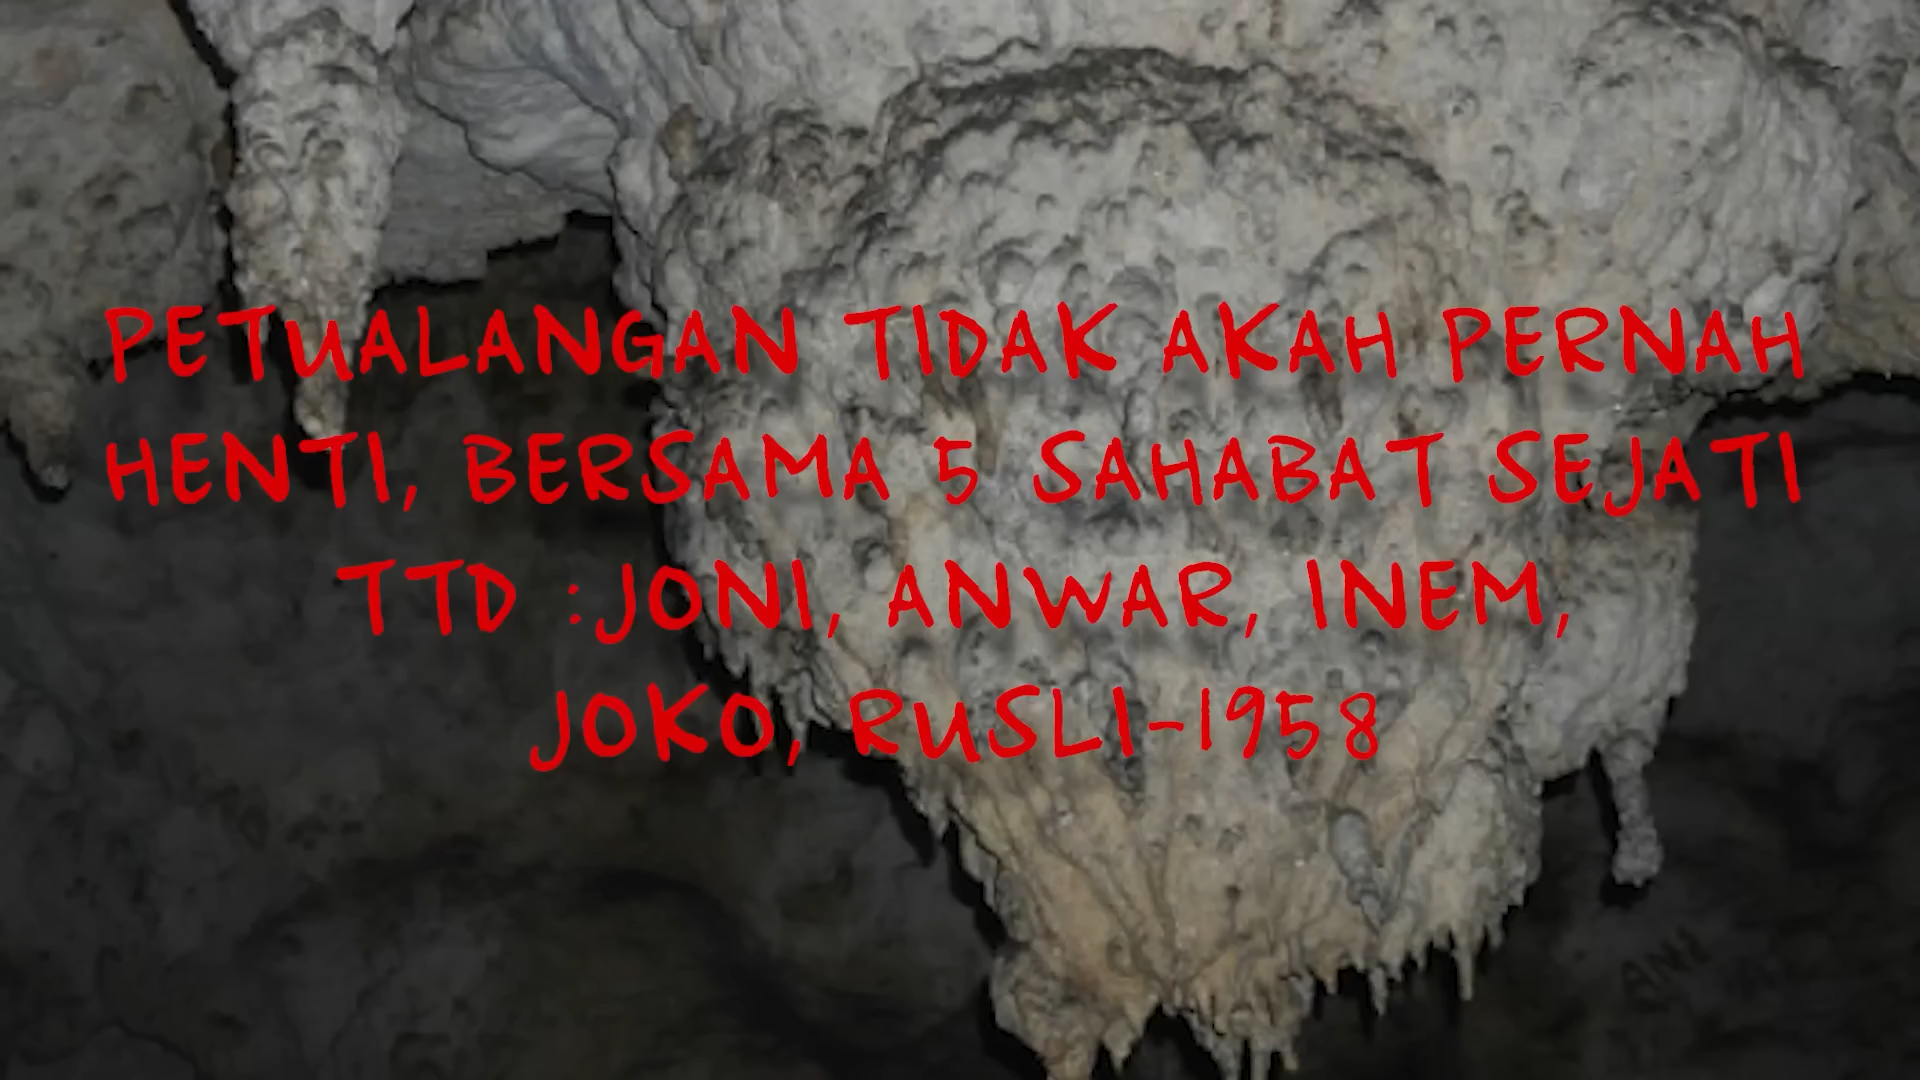 PETUALANGAN TIDAK AKAH PERNAH
HENTI, BERSAMA 5 SAHABAT SEJATI
TTD :JONI, ANWAR, INEM,
JOKO, RUSLI-1958